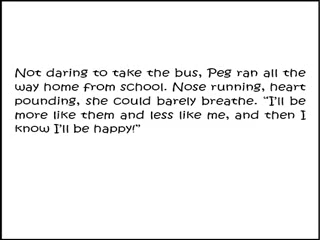 Not daring to take the bus, Peg ran all the
way home from school. Nose running, heart
pounding, she could barely breathe. "I'll be
more like them and less like me, and then I
know I'll be happy!"